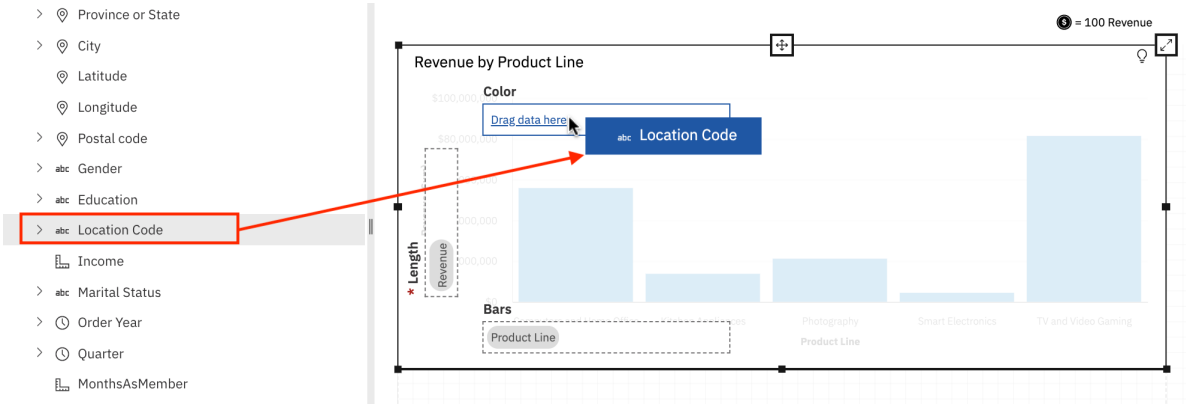 Province or State
City
Latitude
Longitude
Postal code
abc Gender
abc Education
abc Location Code
Income
abc Marital Status
Order Year
Quarter
MonthsAsMember
$ = 100 Revenue
Revenue by Product Line
Color
$100,000,000
Drag data here
abc Location Code
$80,000,000
* Length
Revenue
Bars
Product Line
Photography
Smart Electronics
TV and Video Gaming
Product Line